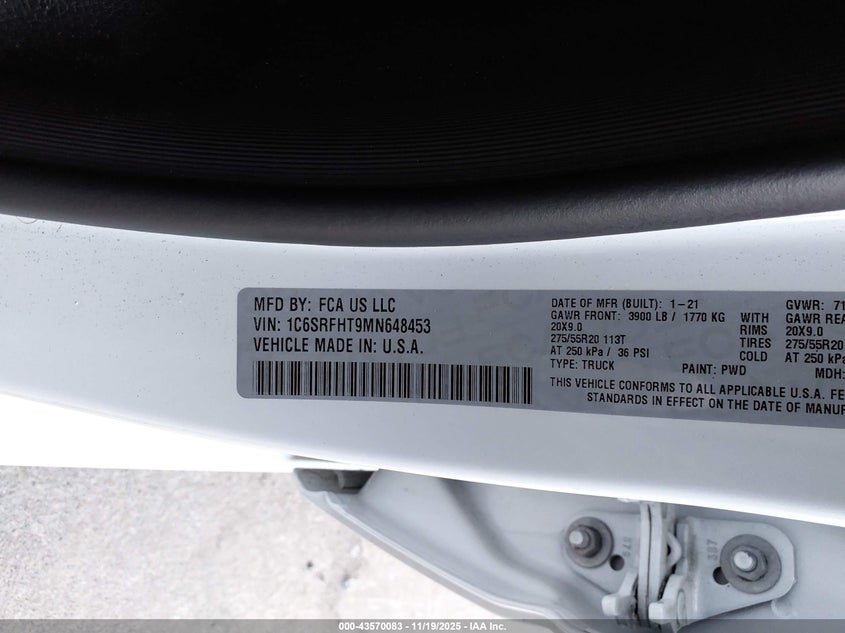 MFD BY: FCA US LLC
VIN: 1C6SRFHT9MN648453
VEHICLE MADE IN: U.S.A.
DATE OF MFR (BUILT): 1-21
GAWR FRONT: 3900 LB / 1770 KG WITH
20X9.0 RIMS
275/55R20 113T TIRES
AT 250 kPa / 36 PSI COLD
TYPE: TRUCK PAINT: PWD MDH:
GVWR: 71
GAWR REA
20X9.0
275/55R20
AT 250 kPa
THIS VEHICLE CONFORMS TO ALL APPLICABLE U.S.A. FE
STANDARDS IN EFFECT ON THE DATE OF MANUF
387
000-43570083 - 11/19/2025 - IAA Inc.